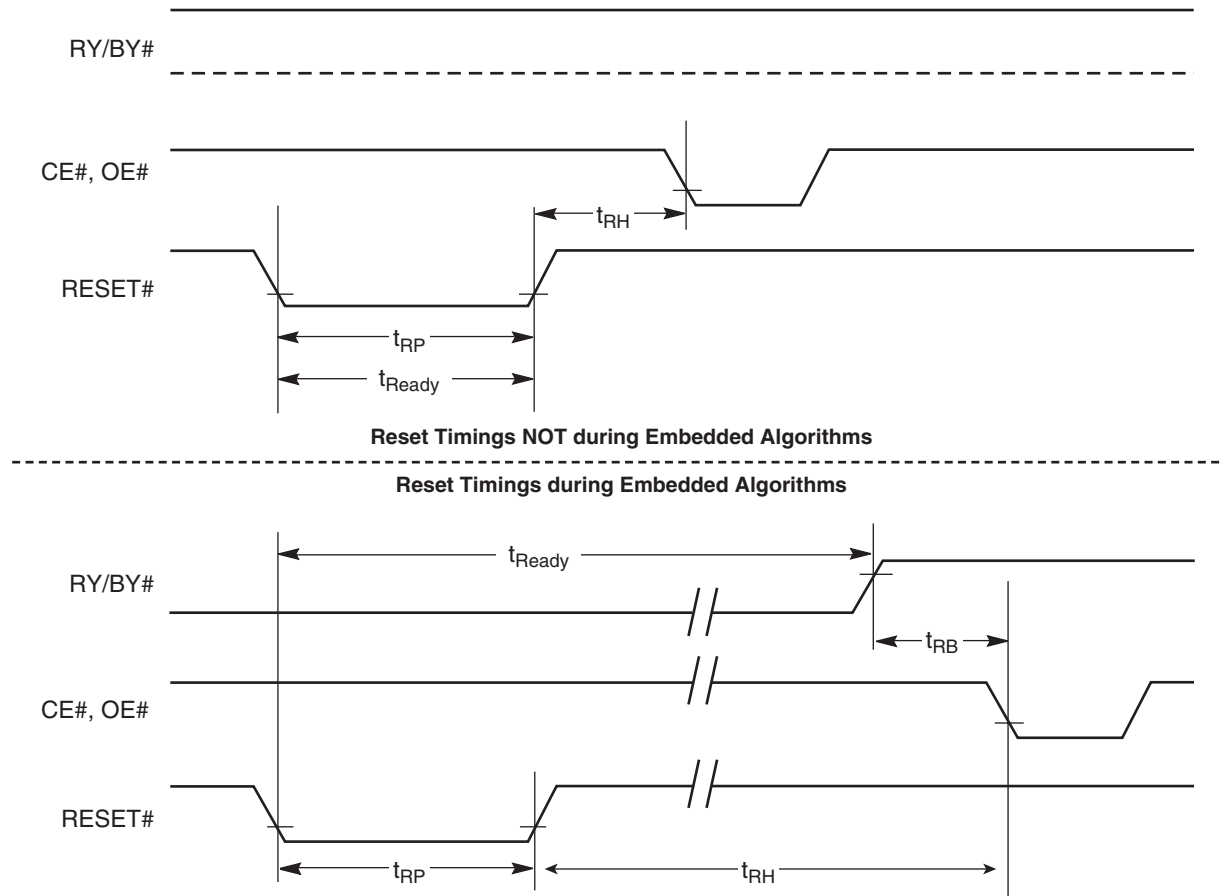 RY/BY#
CE#, OE#
tRH
RESET#
tRP
tReady
Reset Timings NOT during Embedded Algorithms
Reset Timings during Embedded Algorithms
tReady
RY/BY#
tRB
CE#, OE#
RESET#
tRP
tRH